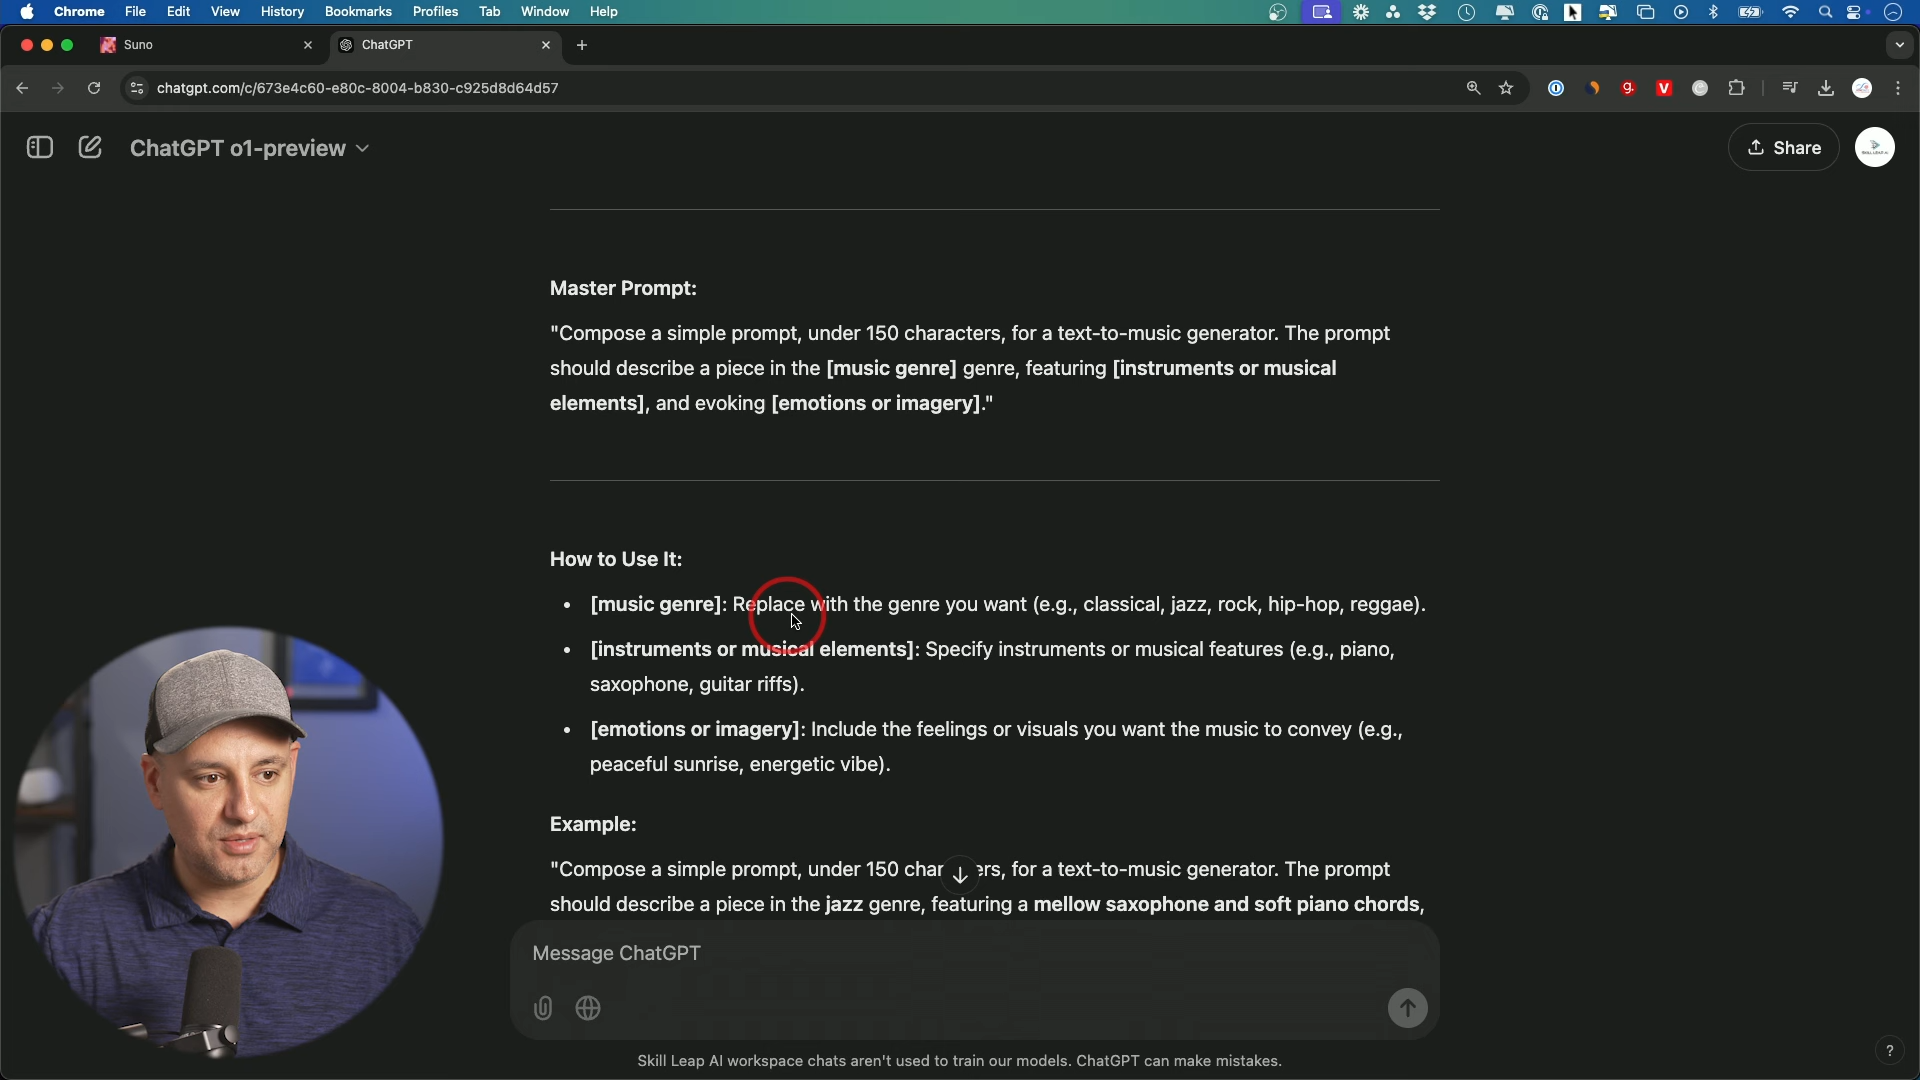 Chrome File Edit View History Bookmarks Profiles Tab Window Help
Suno
ChatGPT
chatgpt.com/c/673e4c60-e80c-8004-b830-c925d8d64d57
ChatGPT o1-preview
Share
Master Prompt:
"Compose a simple prompt, under 150 characters, for a text-to-music generator. The prompt
should describe a piece in the [music genre] genre, featuring [instruments or musical
elements], and evoking [emotions or imagery]."
How to Use It:
• [music genre]: Replace with the genre you want (e.g., classical, jazz, rock, hip-hop, reggae).
• [instruments or musical elements]: Specify instruments or musical features (e.g., piano,
saxophone, guitar riffs).
• [emotions or imagery]: Include the feelings or visuals you want the music to convey (e.g.,
peaceful sunrise, energetic vibe).
Example:
"Compose a simple prompt, under 150 characters, for a text-to-music generator. The prompt
should describe a piece in the jazz genre, featuring a mellow saxophone and soft piano chords,
Message ChatGPT
Skill Leap AI workspace chats aren't used to train our models. ChatGPT can make mistakes.
?